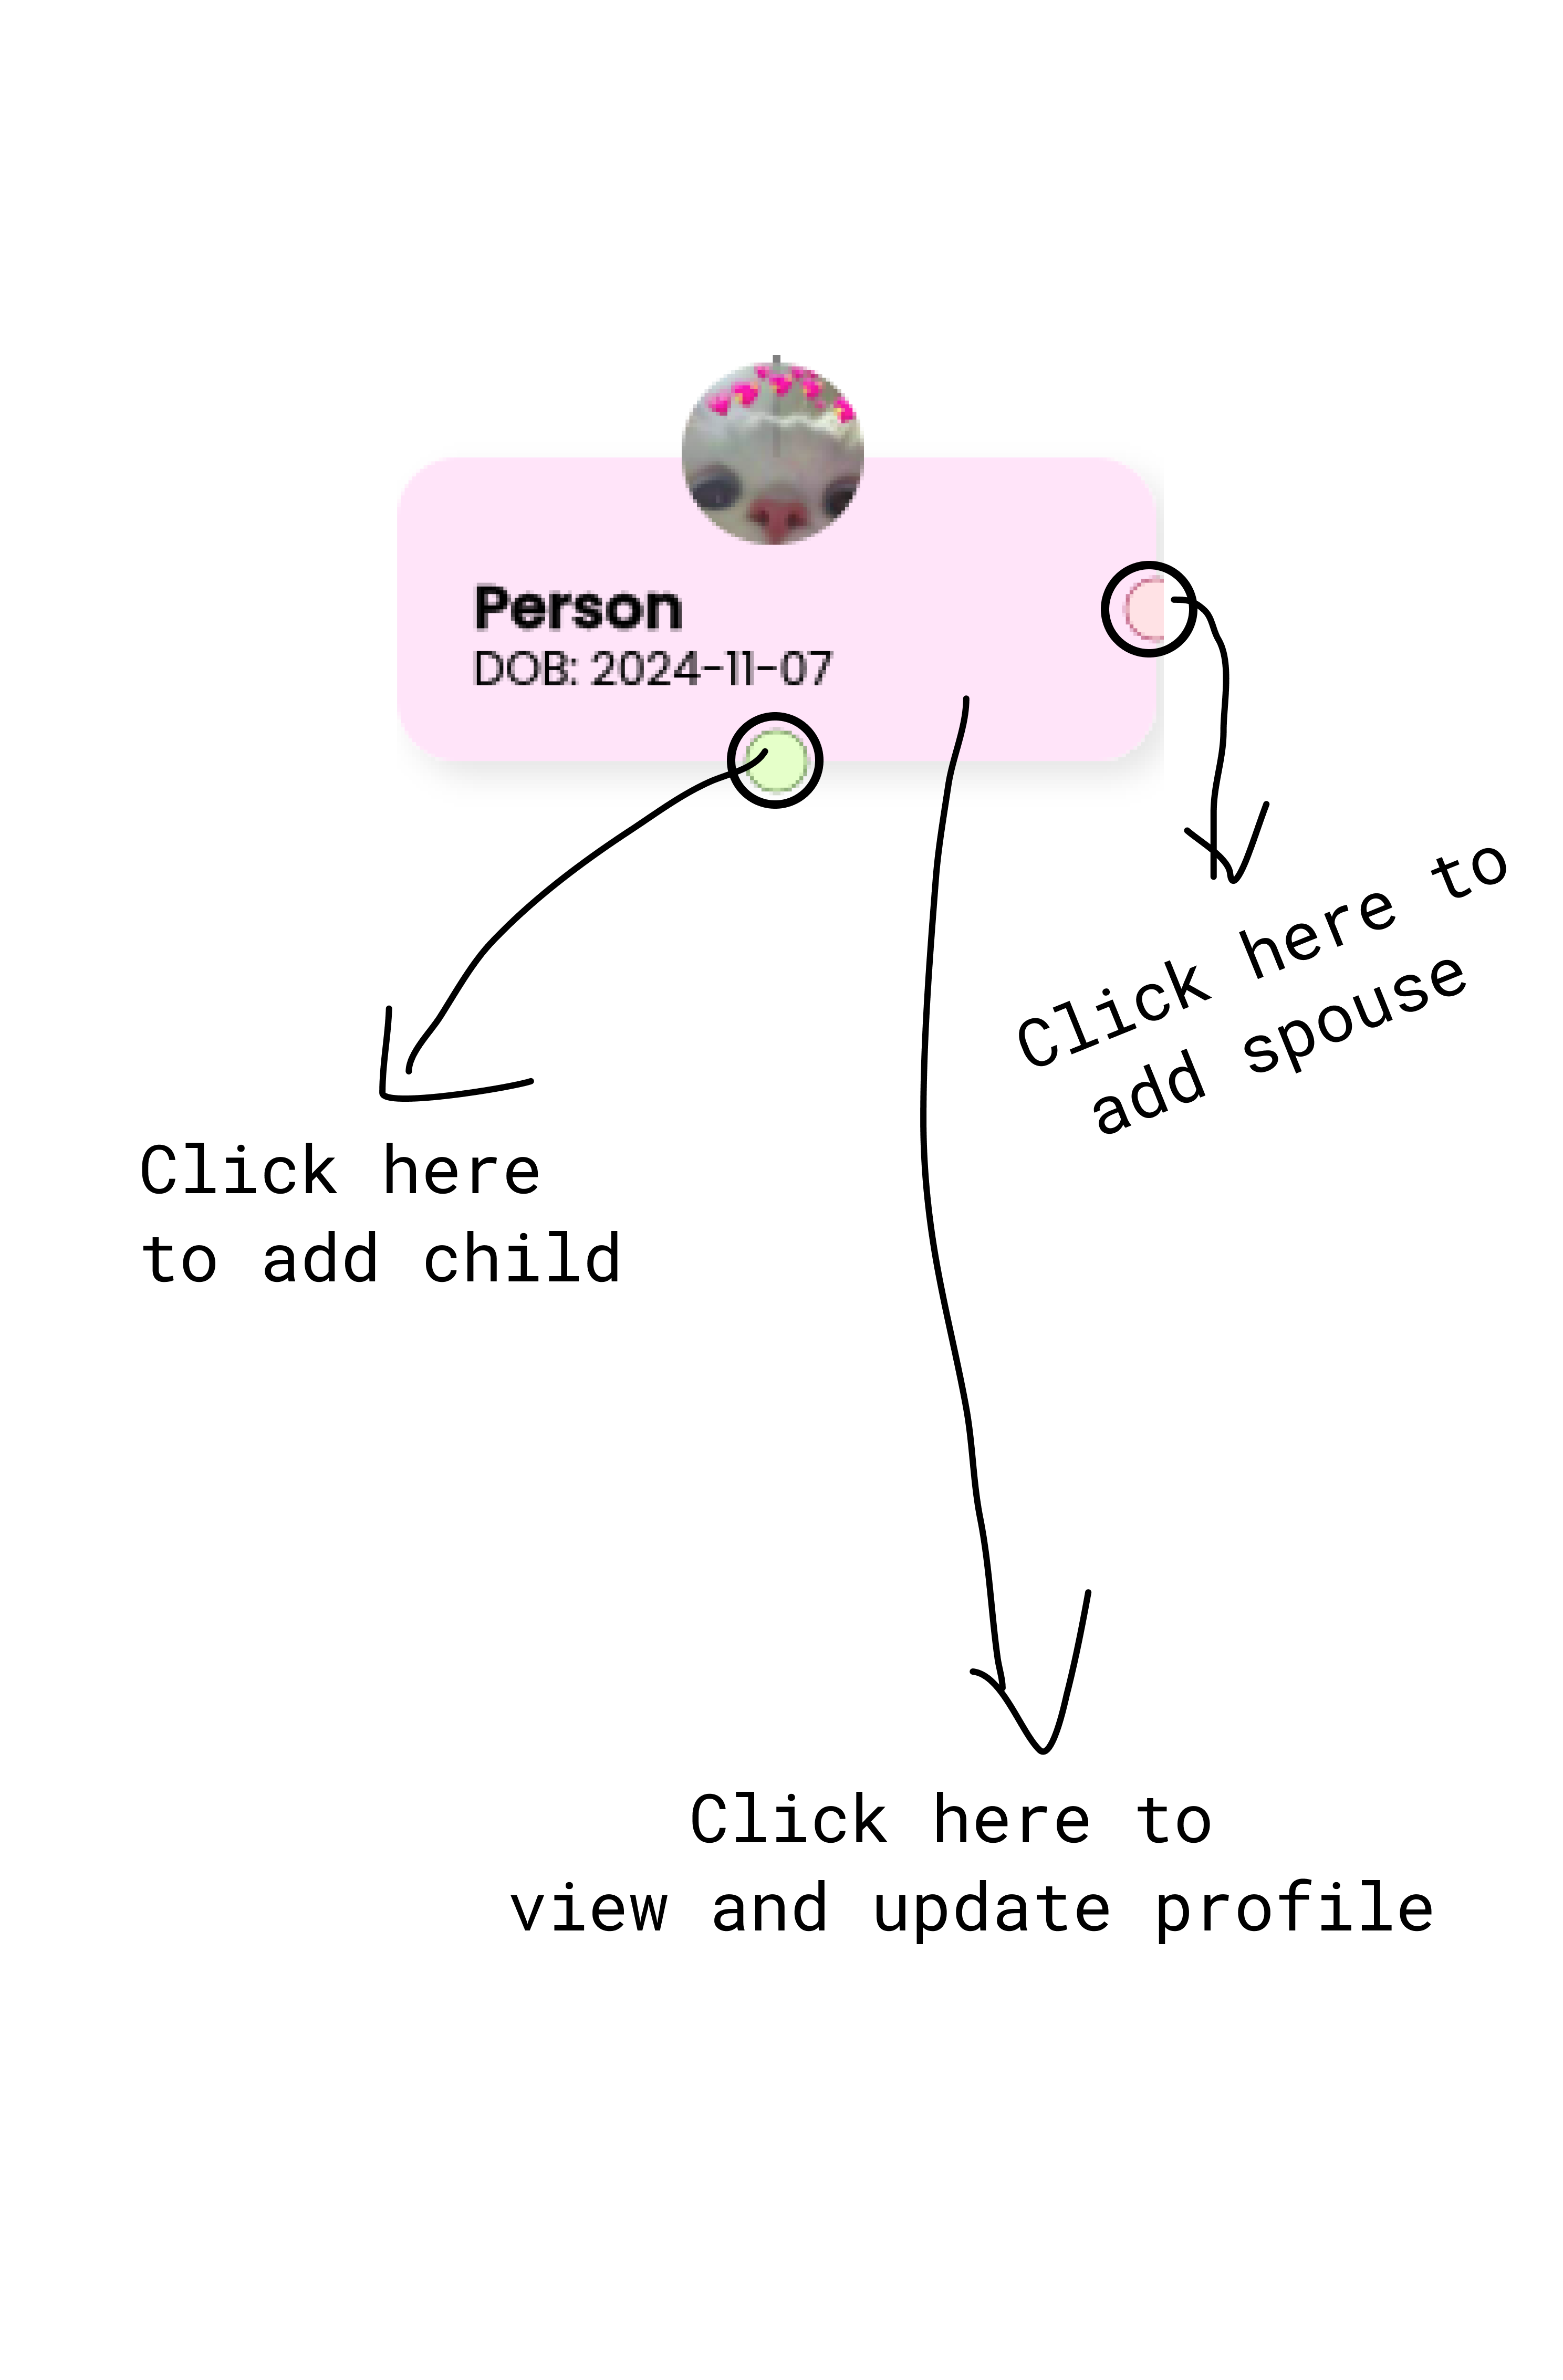 Person
DOB: 2024-11-07
Click here to
add spouse
Click here
to add child
Click here to
view and update profile